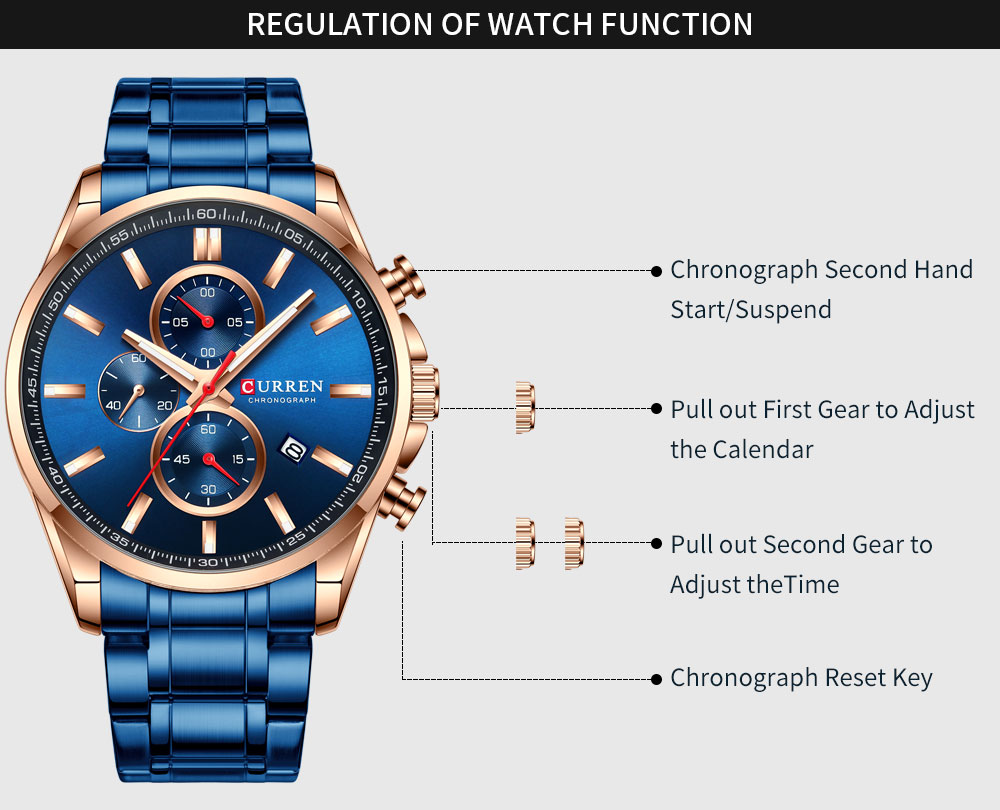 REGULATION OF WATCH FUNCTION
60
55
05
50
10
45
15
40
20
35
25
30
00
05 05
00
60
40 20
CURREN
CHRONOGRAPH
60
45 15
30
8
Chronograph Second Hand
Start/Suspend
Pull out First Gear to Adjust
the Calendar
Pull out Second Gear to
Adjust theTime
Chronograph Reset Key